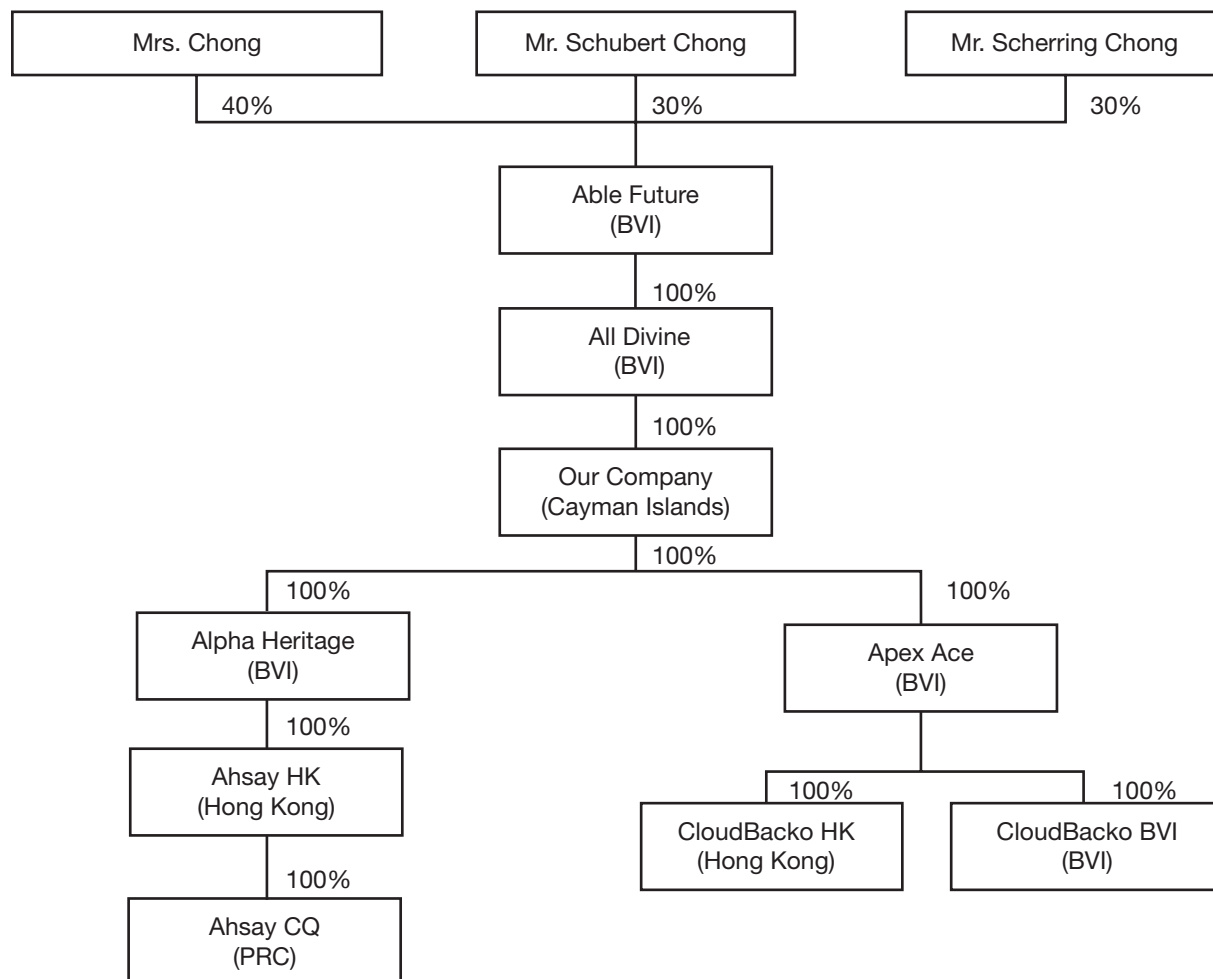 Mrs. Chong
Mr. Schubert Chong
Mr. Scherring Chong
40%
30%
30%
Able Future
(BVI)
100%
All Divine
(BVI)
100%
Our Company
(Cayman Islands)
100%
100%
100%
Alpha Heritage
(BVI)
Apex Ace
(BVI)
100%
Ahsay HK
(Hong Kong)
100%
100%
CloudBacko HK
(Hong Kong)
CloudBacko BVI
(BVI)
100%
Ahsay CQ
(PRC)